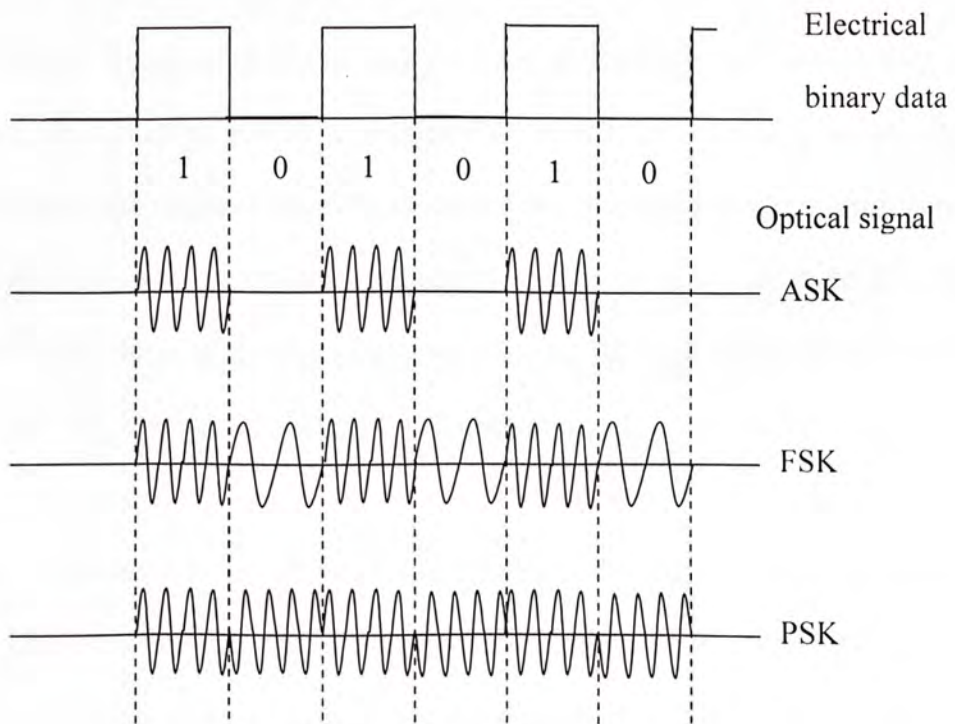 Electrical
binary data
1 0 1 0 1 0
Optical signal
ASK
FSK
PSK